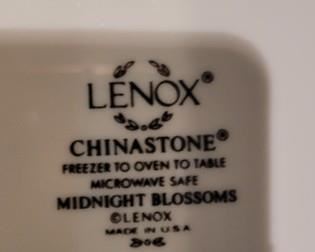 LENOX®
CHINASTONE®
FREEZER TO OVEN TO TABLE
MICROWAVE SAFE
MIDNIGHT BLOSSOMS
©LENOX
MADE IN U.S.A.